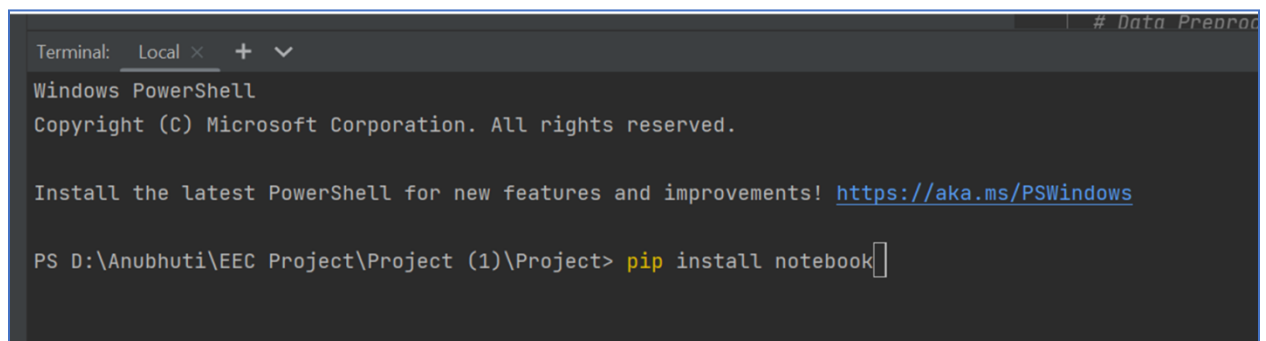 # Data Preproc
Terminal: Local × + ⌄
Windows PowerShell
Copyright (C) Microsoft Corporation. All rights reserved.
Install the latest PowerShell for new features and improvements! https://aka.ms/PSWindows
PS D:\Anubhuti\EEC Project\Project (1)\Project> pip install notebook